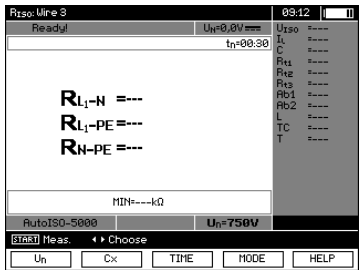 RISO: Wire 3 09:12
Ready! UN=0,0V
tn=00:30
RL1-N =---
RL1-PE =---
RN-PE =---
MIN=---kΩ
AutoISO-5000 Un=750V
UISO =---
IL =---
C =---
Rt1 =---
Rt2 =---
Rt3 =---
Ab1 =---
Ab2 =---
L =---
TC =---
T =---
START Meas. Choose
Un Cx TIME MODE HELP